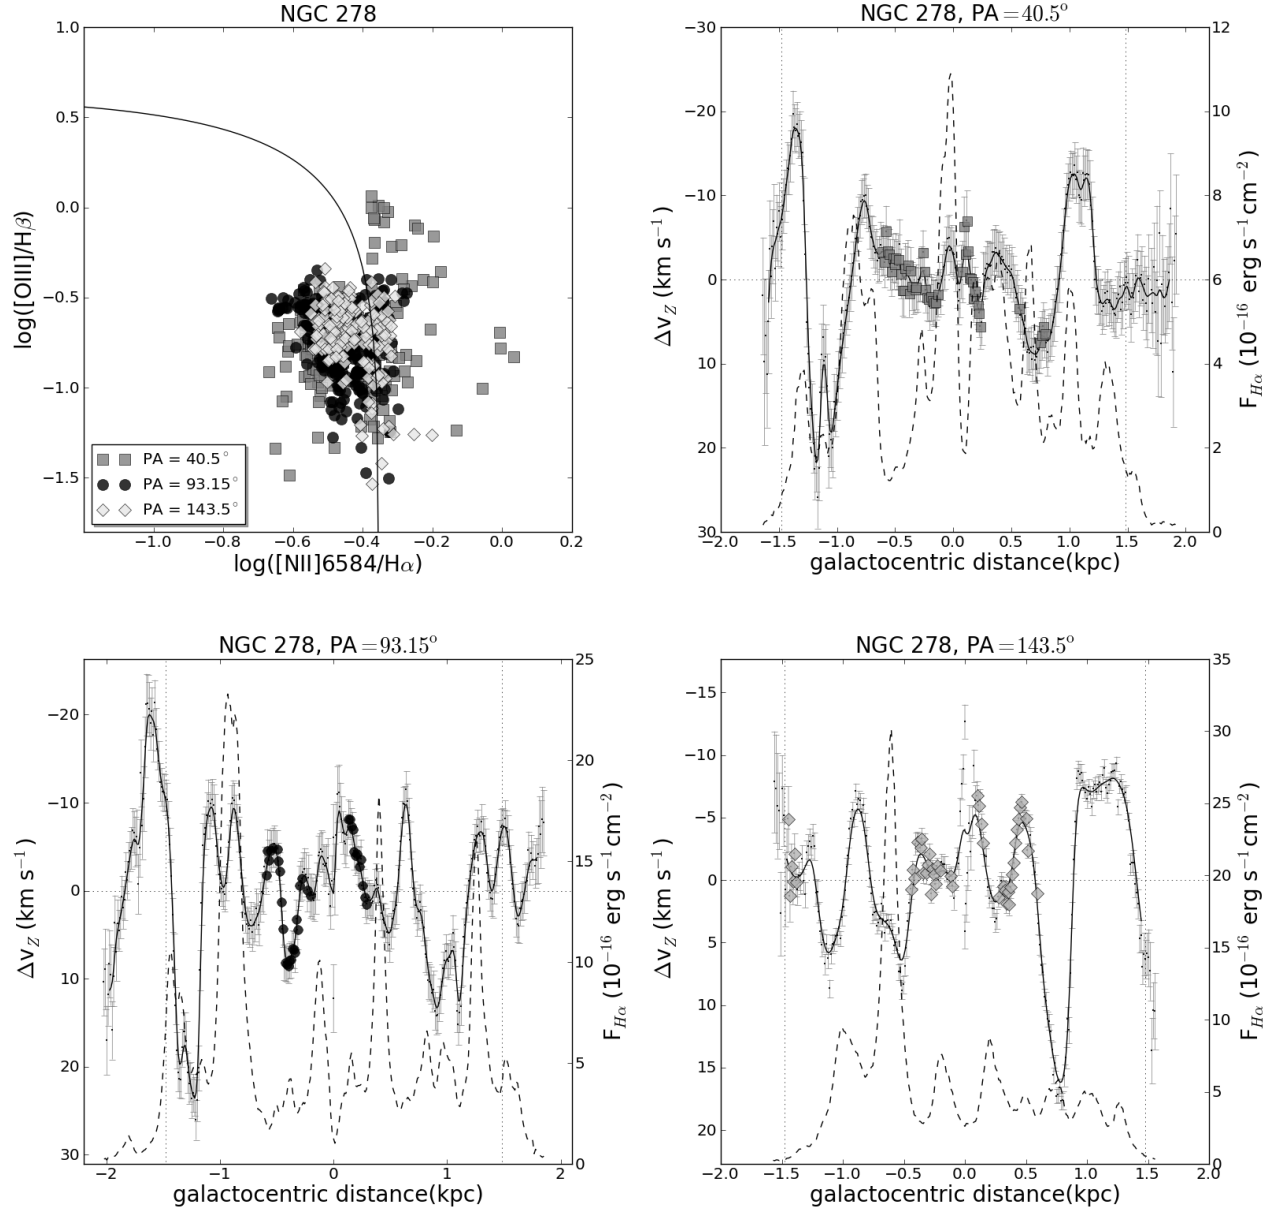 NGC 278
1.0
0.5
0.0
−0.5
−1.0
−1.5
log([OIII]/Hβ)
PA = 40.5°
PA = 93.15°
PA = 143.5°
−1.0 −0.8 −0.6 −0.4 −0.2 0.0 0.2
log([NII]6584/Hα)
NGC 278, PA = 40.5°
−30
−20
−10
0
10
20
30
Δv_Z (km s⁻¹)
12
10
8
6
4
2
0
F_Hα (10⁻¹⁶ erg s⁻¹cm⁻²)
−2.0 −1.5 −1.0 −0.5 0.0 0.5 1.0 1.5 2.0
galactocentric distance(kpc)
NGC 278, PA = 93.15°
−20
−10
0
10
20
30
Δv_Z (km s⁻¹)
25
20
15
10
5
0
F_Hα (10⁻¹⁶ erg s⁻¹cm⁻²)
−2 −1 0 1 2
galactocentric distance(kpc)
NGC 278, PA = 143.5°
−15
−10
−5
0
5
10
15
20
Δv_Z (km s⁻¹)
35
30
25
20
15
10
5
0
F_Hα (10⁻¹⁶ erg s⁻¹cm⁻²)
−2.0 −1.5 −1.0 −0.5 0.0 0.5 1.0 1.5 2.0
galactocentric distance(kpc)